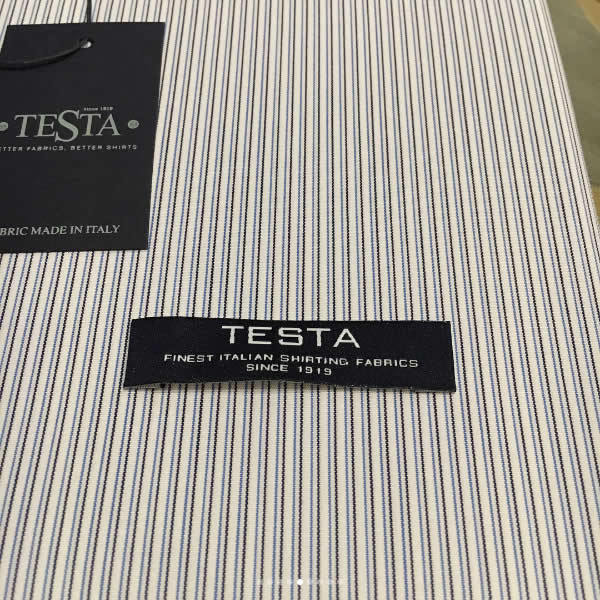 since 1919
• TESTA •
ETTER FABRICS, BETTER SHIRTS
BRIC MADE IN ITALY
TESTA
FINEST ITALIAN SHIRTING FABRICS
SINCE 1919